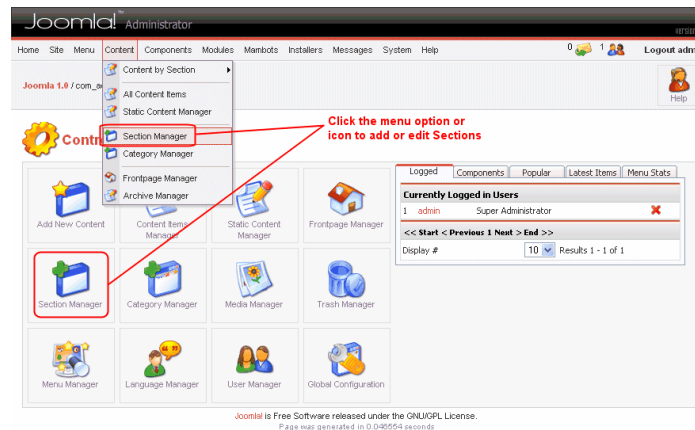 Joomla!™ Administrator
Home Site Menu Content Components Modules Mambots Installers Messages System Help 0 1 Logout
Joomla 1.0 /
Help
Content by Section
All Content Items
Static Content Manager
Section Manager
Category Manager
Frontpage Manager
Archive Manager
Click the menu option or
icon to add or edit Sections
Contr
Add New Content
Content Items
Manager
Static Content
Manager
Frontpage Manager
Section Manager
Category Manager
Media Manager
Trash Manager
Menu Manager
Language Manager
User Manager
Global Configuration
Logged Components Popular Latest Items Menu Stats
Currently Logged in Users
1 admin Super Administrator
<< Start < Previous 1 Next > End >>
Display # 10 Results 1 - 1 of 1
Joomla! is Free Software released under the GNU/GPL License.
Page was generated in 0.046554 seconds